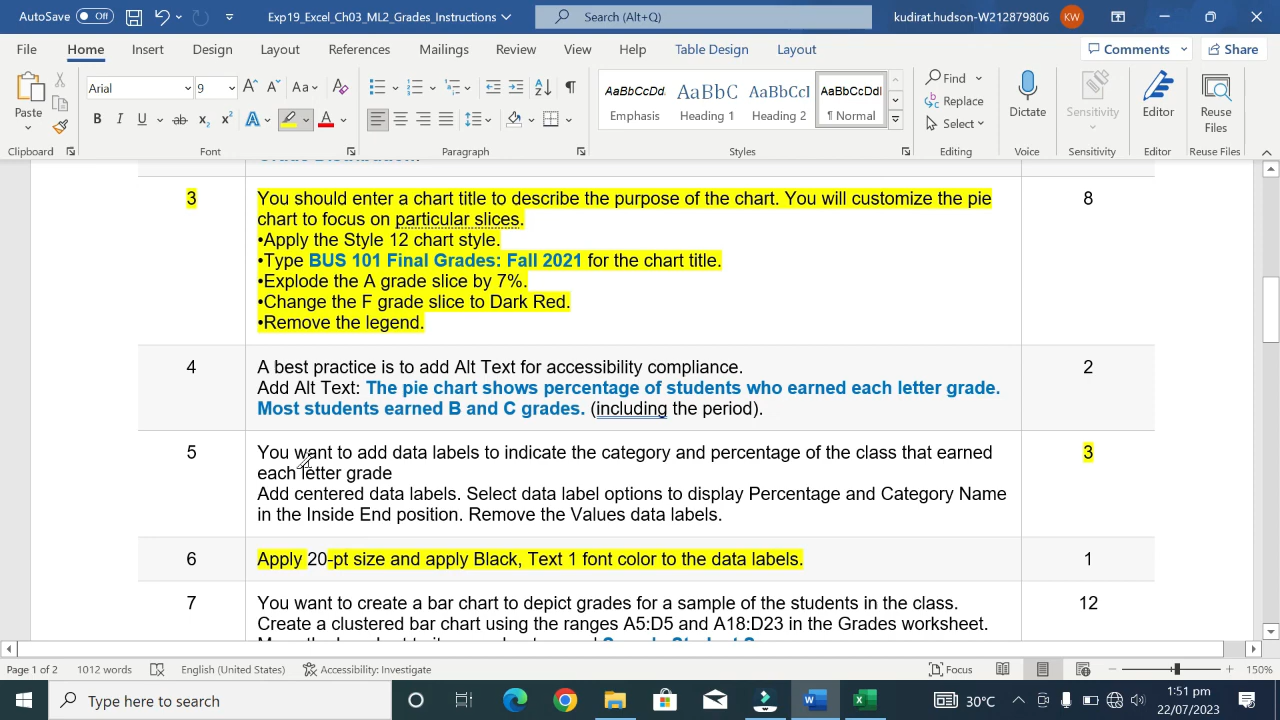 AutoSave Off Exp19_Excel_Ch03_ML2_Grades_Instructions Search (Alt+Q) kudirat.hudson-W212879806 KW
File Home Insert Design Layout References Mailings Review View Help Table Design Layout Comments Share
Paste Arial 9 Aa AaBbCcDd AaBbC AaBbCcI AaBbCcDdI Find Replace Select Dictate Sensitivity Editor Reuse Files
Emphasis Heading 1 Heading 2 ¶ Normal
Clipboard Font Paragraph Styles Editing Voice Sensitivity Editor Reuse Files
3 You should enter a chart title to describe the purpose of the chart. You will customize the pie 8
chart to focus on particular slices.
•Apply the Style 12 chart style.
•Type BUS 101 Final Grades: Fall 2021 for the chart title.
•Explode the A grade slice by 7%.
•Change the F grade slice to Dark Red.
•Remove the legend.
4 A best practice is to add Alt Text for accessibility compliance. 2
Add Alt Text: The pie chart shows percentage of students who earned each letter grade.
Most students earned B and C grades. (including the period).
5 You want to add data labels to indicate the category and percentage of the class that earned 3
each letter grade
Add centered data labels. Select data label options to display Percentage and Category Name
in the Inside End position. Remove the Values data labels.
6 Apply 20-pt size and apply Black, Text 1 font color to the data labels. 1
7 You want to create a bar chart to depict grades for a sample of the students in the class. 12
Create a clustered bar chart using the ranges A5:D5 and A18:D23 in the Grades worksheet.
Page 1 of 2 1012 words English (United States) Accessibility: Investigate Focus 150%
Type here to search 30°C 1:51 pm
22/07/2023